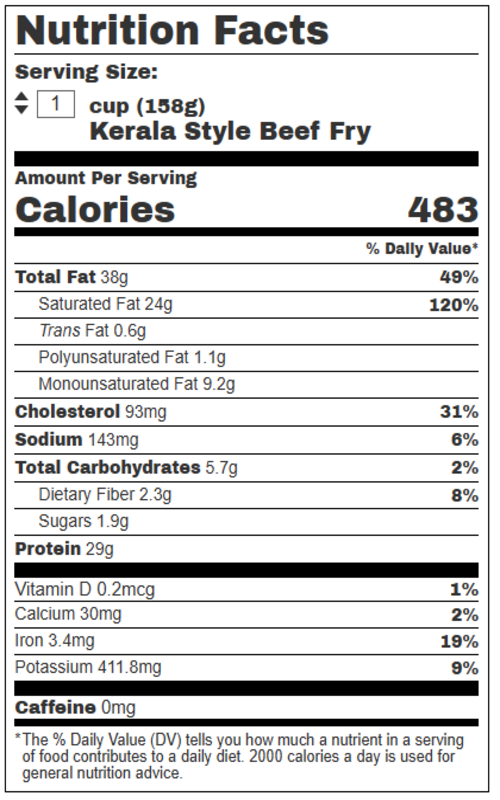 Nutrition Facts
Serving Size:
1 cup (158g)
Kerala Style Beef Fry
Amount Per Serving
Calories 483
% Daily Value*
Total Fat 38g 49%
Saturated Fat 24g 120%
Trans Fat 0.6g
Polyunsaturated Fat 1.1g
Monounsaturated Fat 9.2g
Cholesterol 93mg 31%
Sodium 143mg 6%
Total Carbohydrates 5.7g 2%
Dietary Fiber 2.3g 8%
Sugars 1.9g
Protein 29g
Vitamin D 0.2mcg 1%
Calcium 30mg 2%
Iron 3.4mg 19%
Potassium 411.8mg 9%
Caffeine 0mg
*The % Daily Value (DV) tells you how much a nutrient in a serving
of food contributes to a daily diet. 2000 calories a day is used for
general nutrition advice.